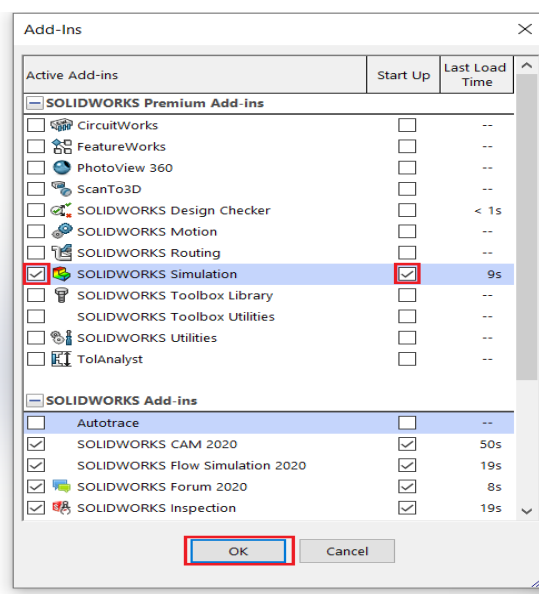 Add-Ins
Active Add-ins Start Up Last Load Time
SOLIDWORKS Premium Add-ins
CircuitWorks --
FeatureWorks --
PhotoView 360 --
ScanTo3D --
SOLIDWORKS Design Checker < 1s
SOLIDWORKS Motion --
SOLIDWORKS Routing --
SOLIDWORKS Simulation 9s
SOLIDWORKS Toolbox Library --
SOLIDWORKS Toolbox Utilities --
SOLIDWORKS Utilities --
TolAnalyst --
SOLIDWORKS Add-ins
Autotrace --
SOLIDWORKS CAM 2020 50s
SOLIDWORKS Flow Simulation 2020 19s
SOLIDWORKS Forum 2020 8s
SOLIDWORKS Inspection 19s
OK Cancel